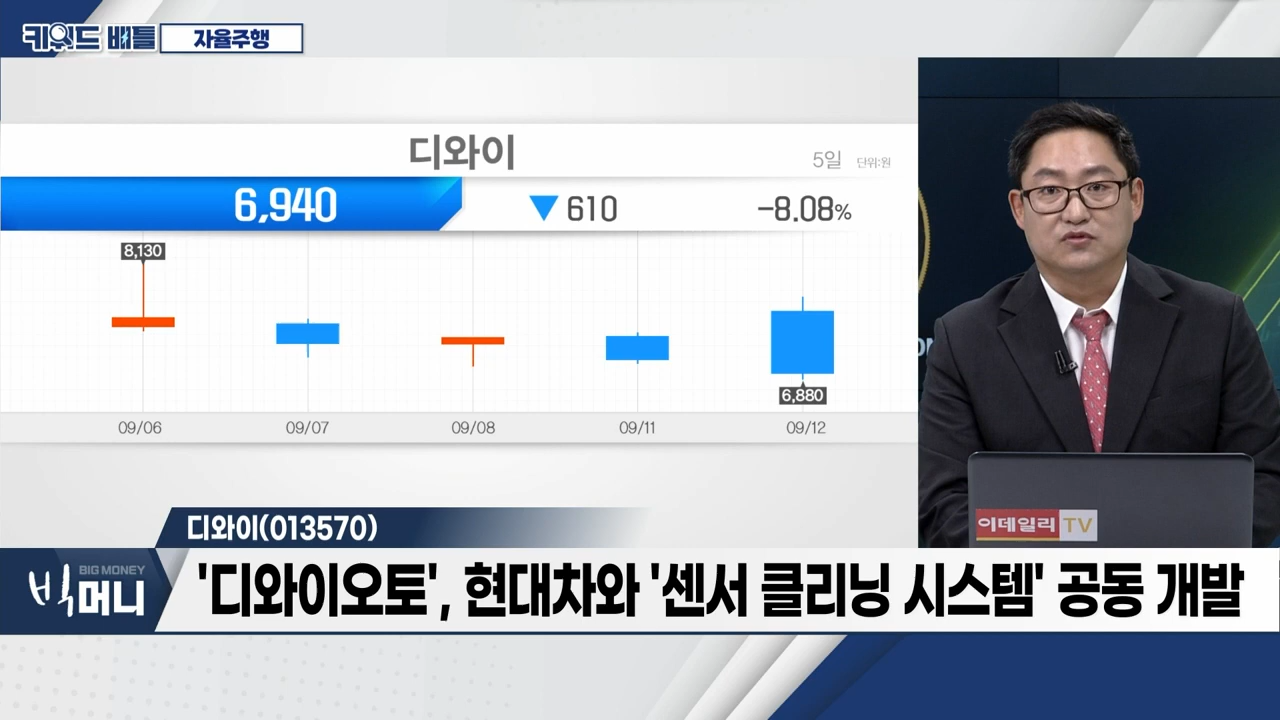 키워드 배틀 자율주행
디와이
5일 단위:원
6,940 ▼ 610 -8.08%
8,130
6,880
09/06 09/07 09/08 09/11 09/12
이데일리 TV
디와이(013570)
BIG MONEY
빅머니
'디와이오토', 현대차와 '센서 클리닝 시스템' 공동 개발